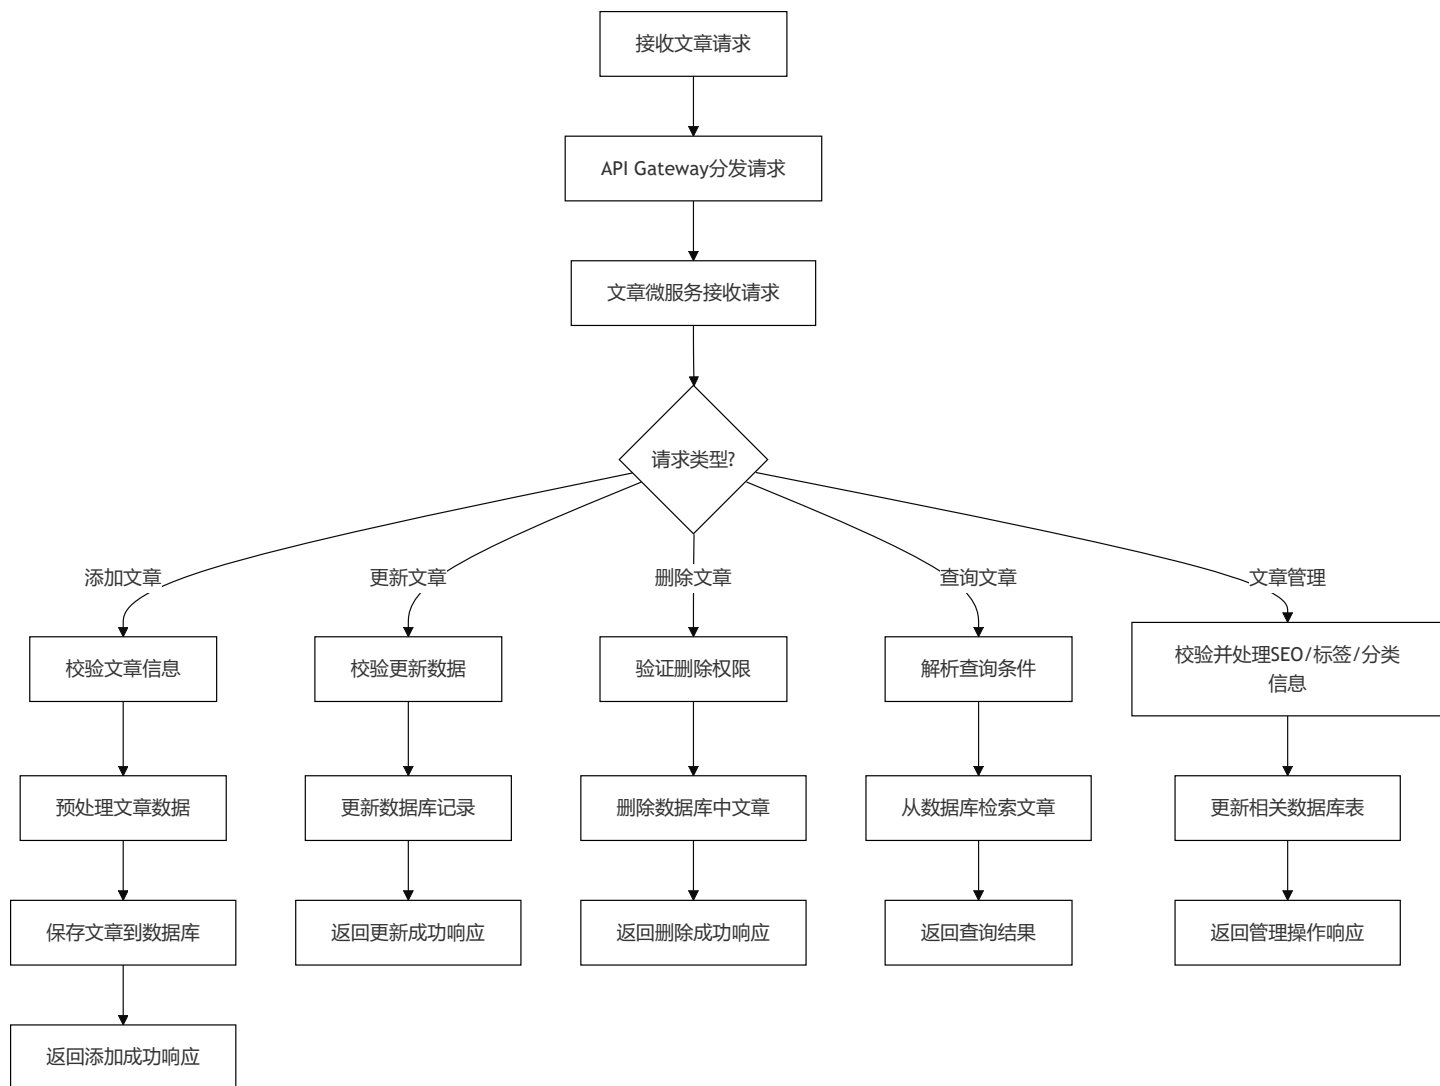 接收文章请求
API Gateway分发请求
文章微服务接收请求
请求类型?
添加文章
更新文章
删除文章
查询文章
文章管理
校验文章信息
校验更新数据
验证删除权限
解析查询条件
校验并处理SEO/标签/分类
信息
预处理文章数据
更新数据库记录
删除数据库中文章
从数据库检索文章
更新相关数据库表
保存文章到数据库
返回更新成功响应
返回删除成功响应
返回查询结果
返回管理操作响应
返回添加成功响应